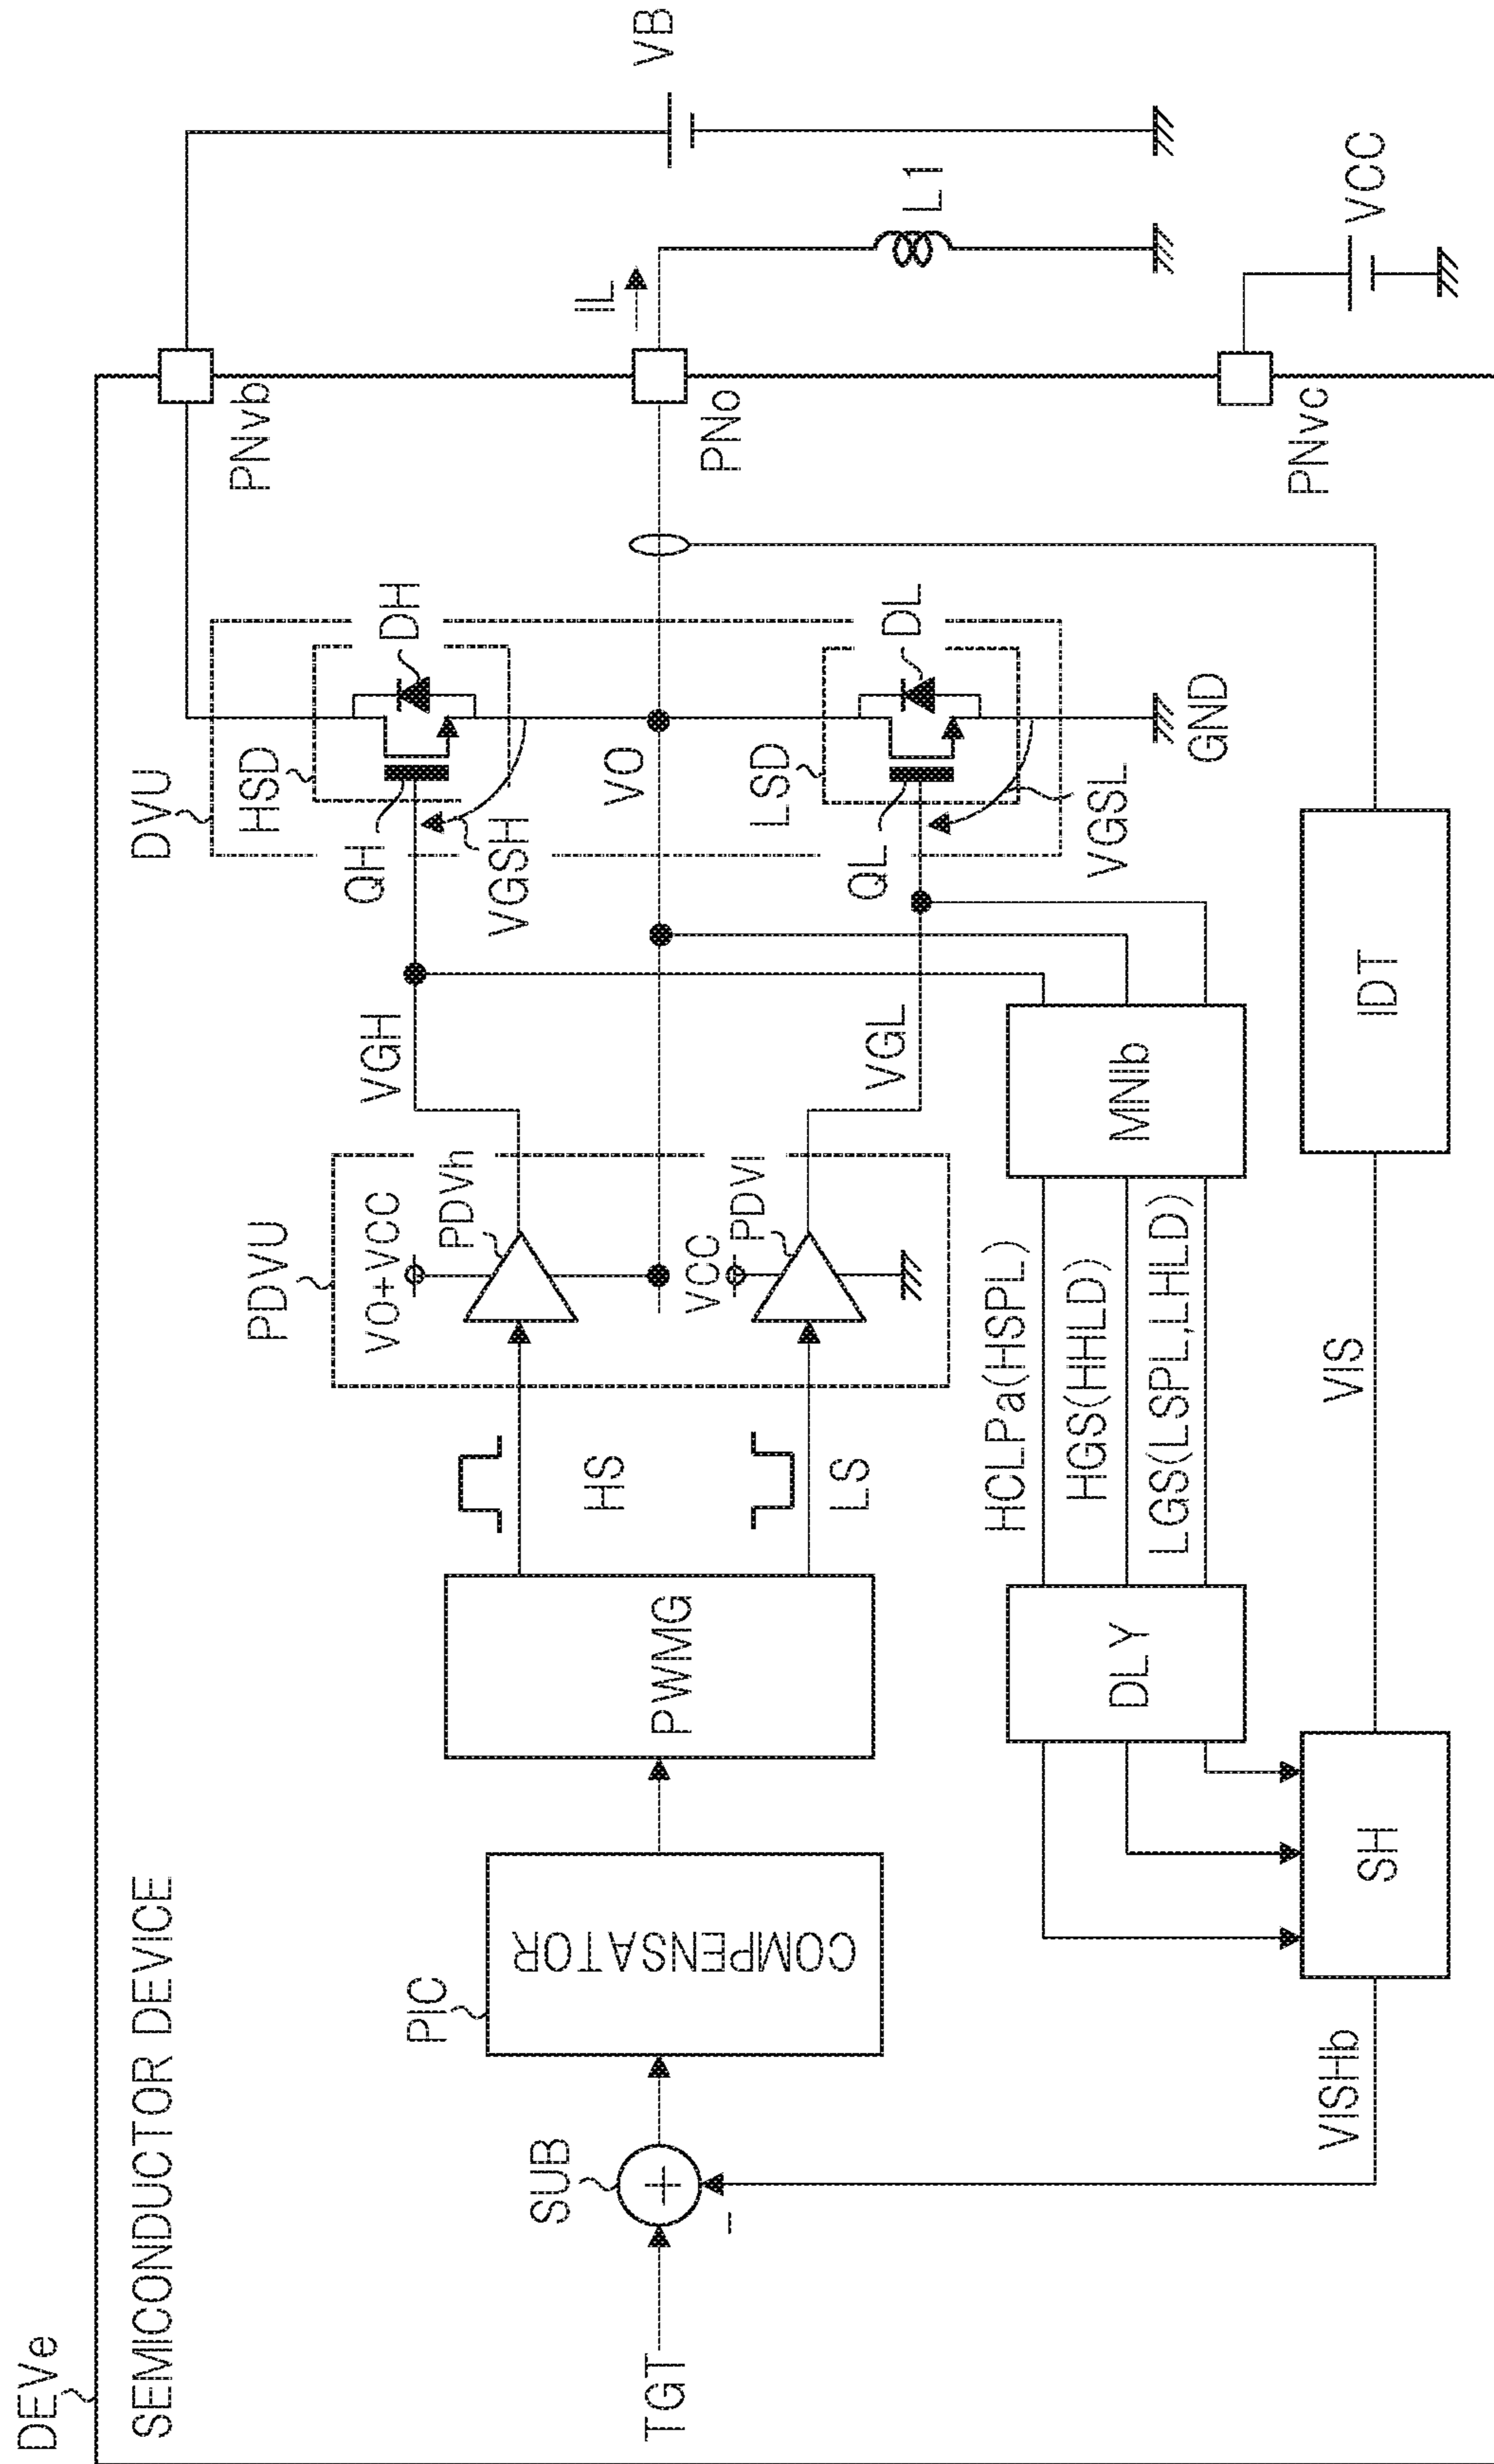 DEVe
SEMICONDUCTOR DEVICE
TGT
SUB
+
-
PIC
COMPENSATOR
PWMG
HS
LS
PDVU
VO+VCC
PDVh
VCC
PDVl
VGH
VGL
DVU
HSD
QH
VGSH
DH
VO
LSD
QL
VGSL
DL
GND
PNvb
PNo
PNvc
IL
L1
VB
VCC
HCLPa(HSPL)
HGS(HHLD)
LGS(LSPL,LHLD)
MNIb
DLY
SH
IDT
VIS
VISHb